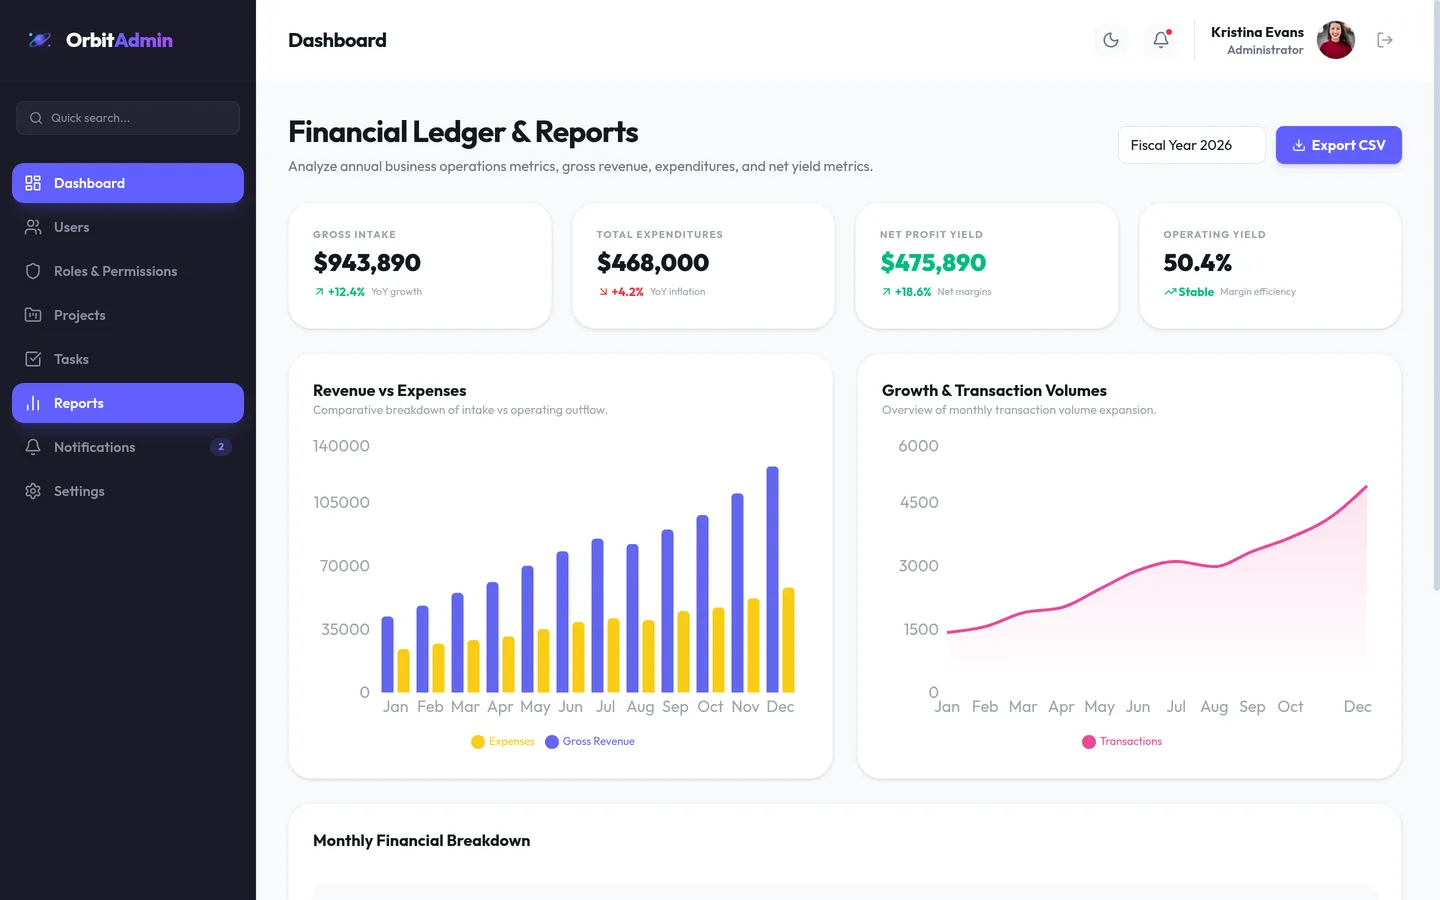 OrbitAdmin
Quick search...
Dashboard
Users
Roles & Permissions
Projects
Tasks
Reports
Notifications 2
Settings
Dashboard
Kristina Evans
Administrator
Financial Ledger & Reports
Analyze annual business operations metrics, gross revenue, expenditures, and net yield metrics.
Fiscal Year 2026
Export CSV
GROSS INTAKE
$943,890
+12.4% YoY growth
TOTAL EXPENDITURES
$468,000
+4.2% YoY inflation
NET PROFIT YIELD
$475,890
+18.6% Net margins
OPERATING YIELD
50.4%
Stable Margin efficiency
Revenue vs Expenses
Comparative breakdown of intake vs operating outflow.
140000
105000
70000
35000
0
Jan Feb Mar Apr May Jun Jul Aug Sep Oct Nov Dec
Expenses Gross Revenue
Growth & Transaction Volumes
Overview of monthly transaction volume expansion.
6000
4500
3000
1500
0
Jan Feb Mar Apr May Jun Jul Aug Sep Oct Dec
Transactions
Monthly Financial Breakdown